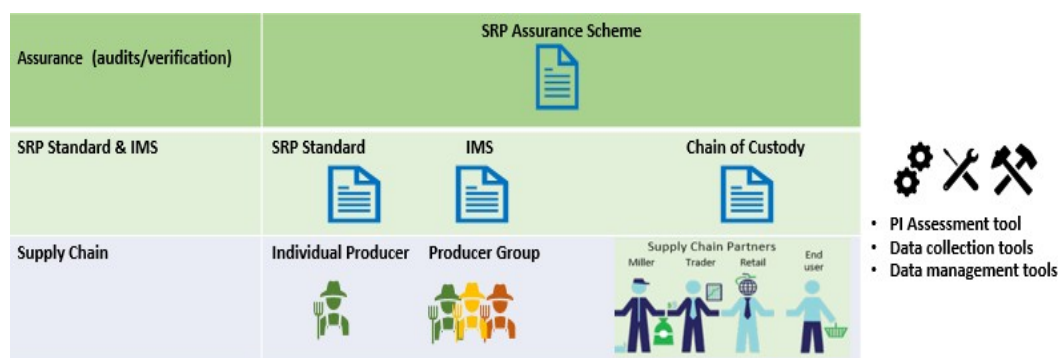 SRP Assurance Scheme
Assurance (audits/verification)
SRP Standard & IMS
SRP Standard
IMS
Chain of Custody
Supply Chain
Individual Producer
Producer Group
Supply Chain Partners
Miller
Trader
Retail
End
user
• PI Assessment tool
• Data collection tools
• Data management tools